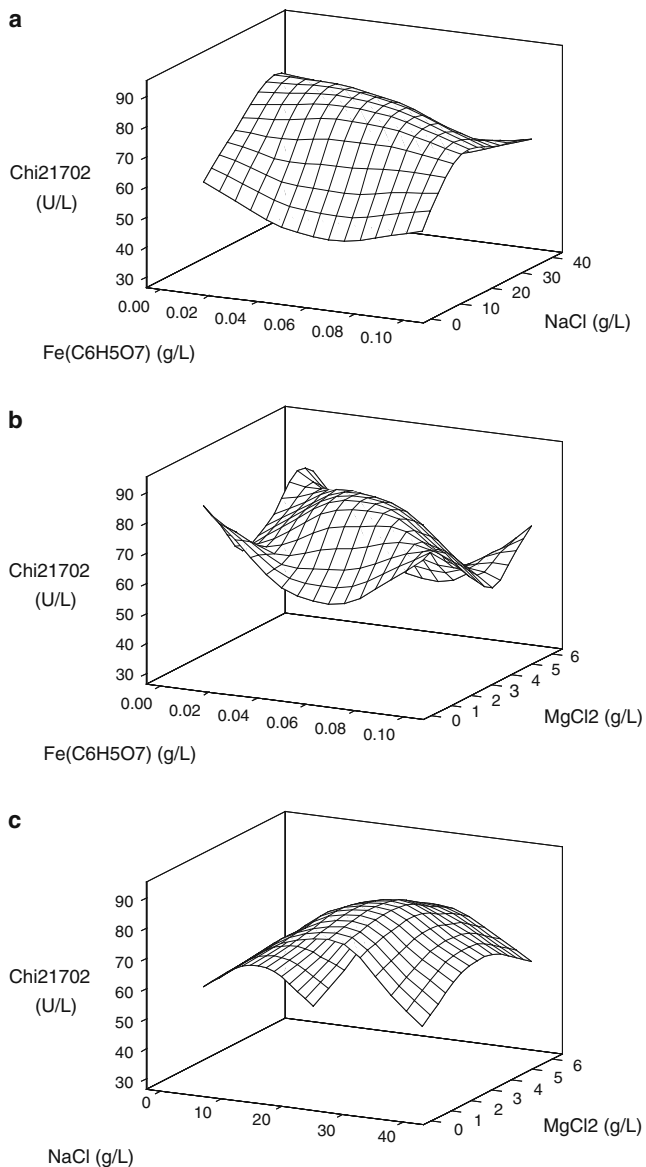 a
90
80
70
60
50
40
30
Chi21702
(U/L)
0.00 0.02 0.04 0.06 0.08 0.10
Fe(C6H5O7) (g/L)
0 10 20 30 40
NaCl (g/L)
b
90
80
70
60
50
40
30
Chi21702
(U/L)
0.00 0.02 0.04 0.06 0.08 0.10
Fe(C6H5O7) (g/L)
0 1 2 3 4 5 6
MgCl2 (g/L)
c
90
80
70
60
50
40
30
Chi21702
(U/L)
0 10 20 30 40
NaCl (g/L)
0 1 2 3 4 5 6
MgCl2 (g/L)